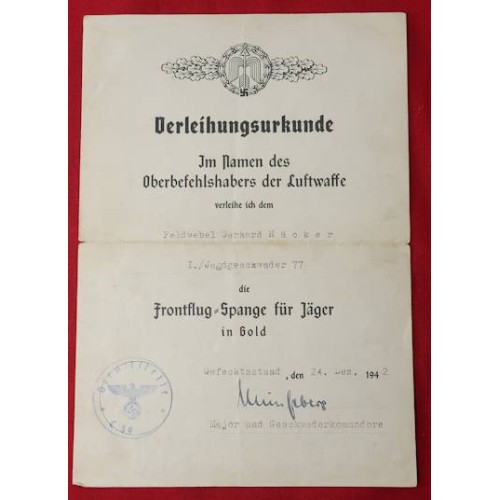 Verleihungsurkunde
Im Namen des
Oberbefehlshabers der Luftwaffe
verleihe ich dem
Feldwebel Gerhard
I./Jagdgeschwader 77
die
Frontflug-Spange für Jäger
in Gold
Gefechtsstand, den 24. Dez. 1942
Major und Geschwaderkommodore